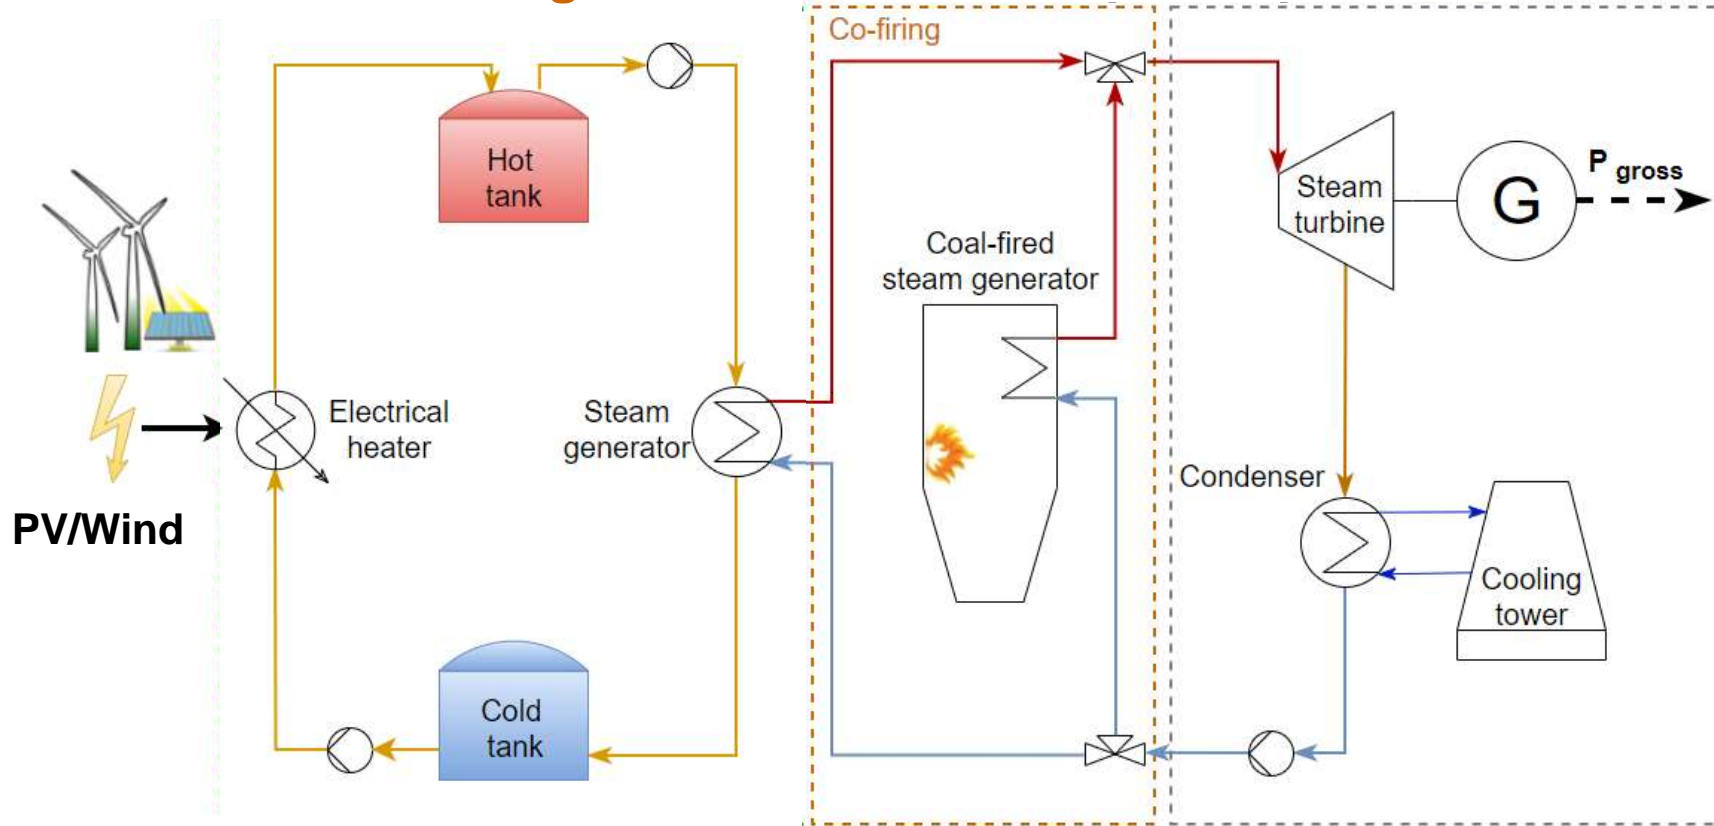 Co-firing
Hot
tank
Steam
turbine
G
P gross
Coal-fired
steam generator
Electrical
heater
Steam
generator
Condenser
PV/Wind
Cooling
tower
Cold
tank